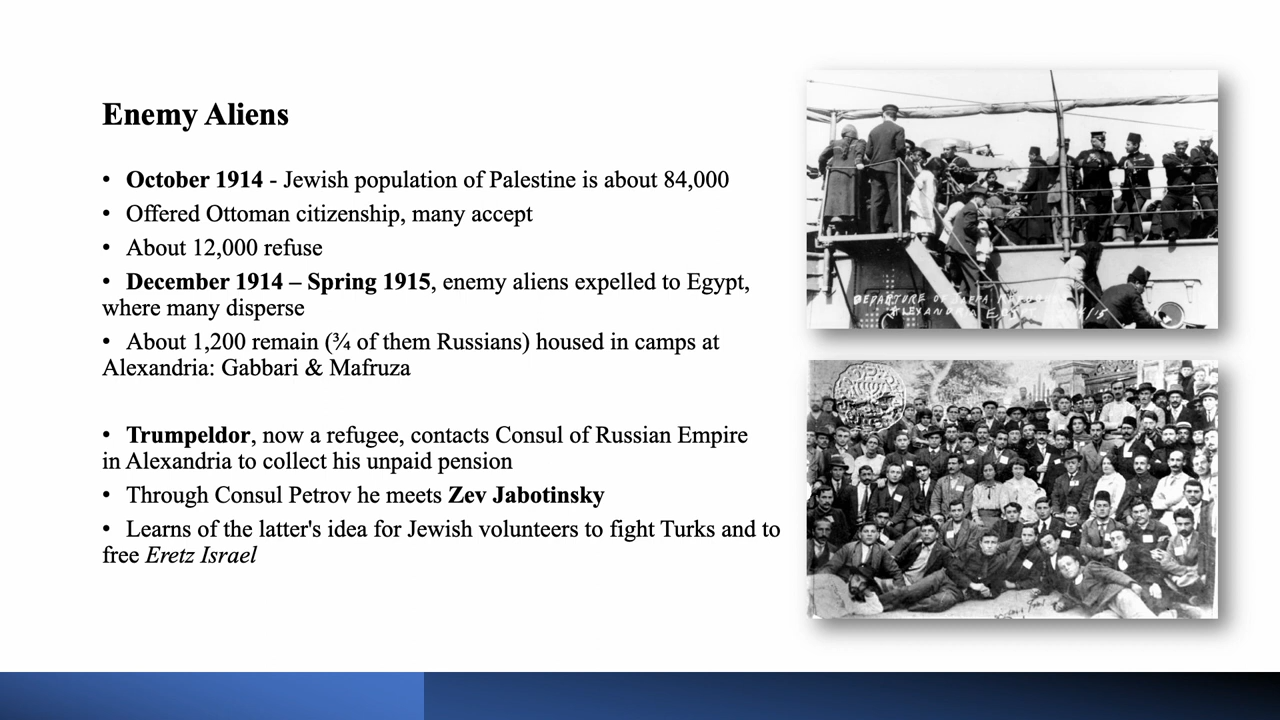 Enemy Aliens
• October 1914 - Jewish population of Palestine is about 84,000
• Offered Ottoman citizenship, many accept
• About 12,000 refuse
• December 1914 – Spring 1915, enemy aliens expelled to Egypt,
where many disperse
• About 1,200 remain (¾ of them Russians) housed in camps at
Alexandria: Gabbari & Mafruza
• Trumpeldor, now a refugee, contacts Consul of Russian Empire
in Alexandria to collect his unpaid pension
• Through Consul Petrov he meets Zev Jabotinsky
• Learns of the latter's idea for Jewish volunteers to fight Turks and to
free Eretz Israel
DEPARTURE OF JAFFA REFUGEES
ALEXANDRIA EGYPT